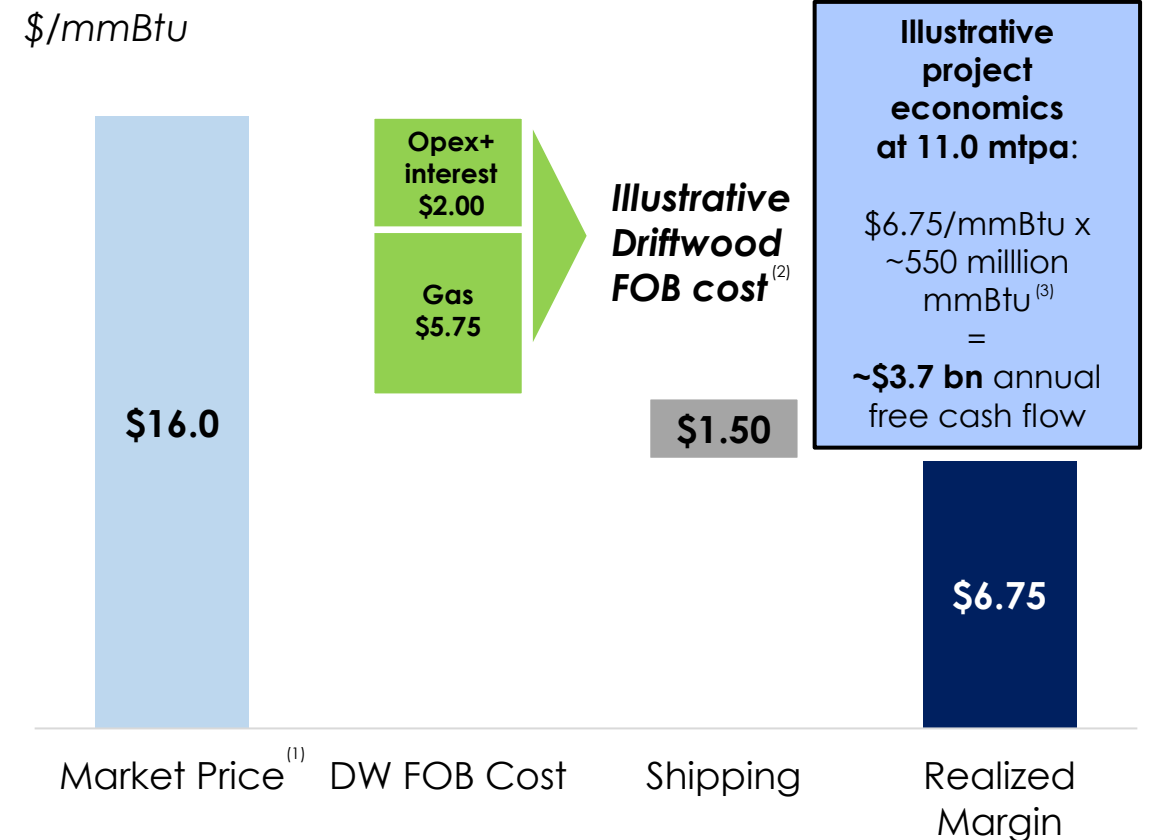 $/mmBtu
$16.0
Opex+
interest
$2.00
Gas
$5.75
Illustrative
Driftwood
FOB cost(2)
$1.50
Illustrative
project
economics
at 11.0 mtpa:
$6.75/mmBtu x
~550 milllion
mmBtu(3)
=
~$3.7 bn annual
free cash flow
$6.75
Market Price(1)
DW FOB Cost
Shipping
Realized
Margin